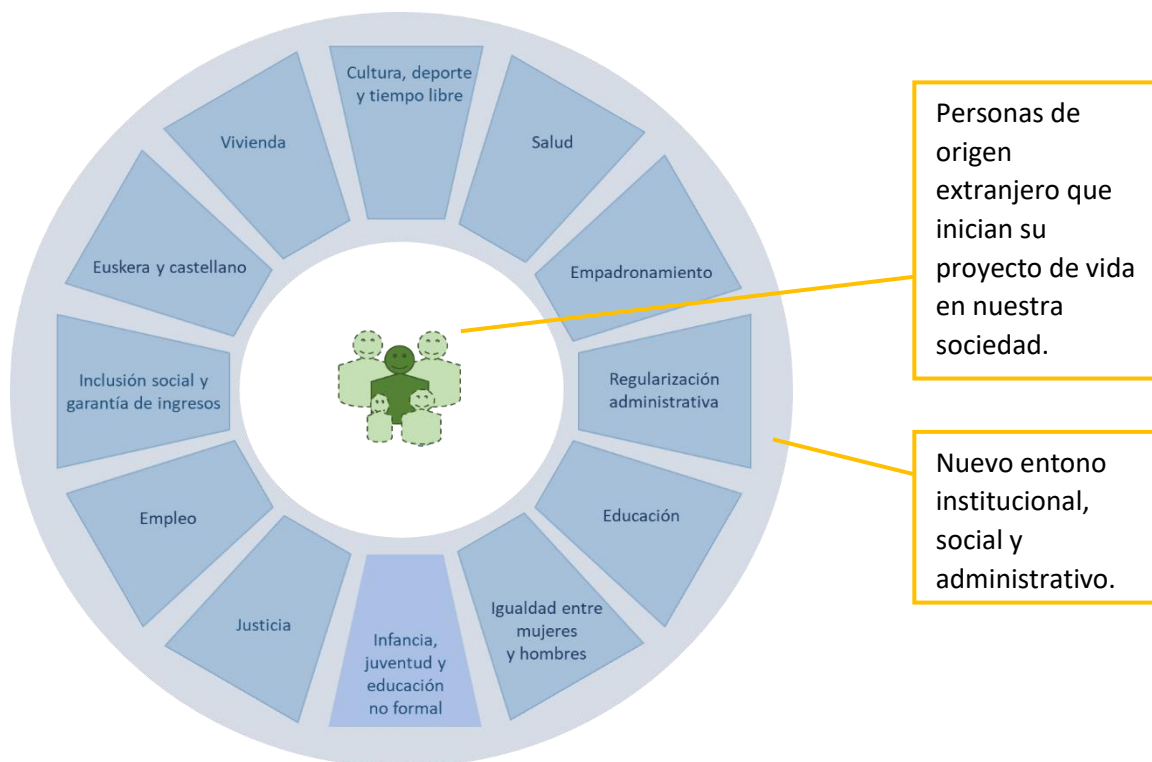 Cultura, deporte
y tiempo libre
Salud
Empadronamiento
Regularización
administrativa
Educación
Igualdad entre
mujeres
y hombres
Infancia,
juventud y
educación
no formal
Justicia
Empleo
Inclusión social y
garantía de ingresos
Euskera y castellano
Vivienda
Personas de
origen
extranjero que
inician su
proyecto de vida
en nuestra
sociedad.
Nuevo entono
institucional,
social y
administrativo.